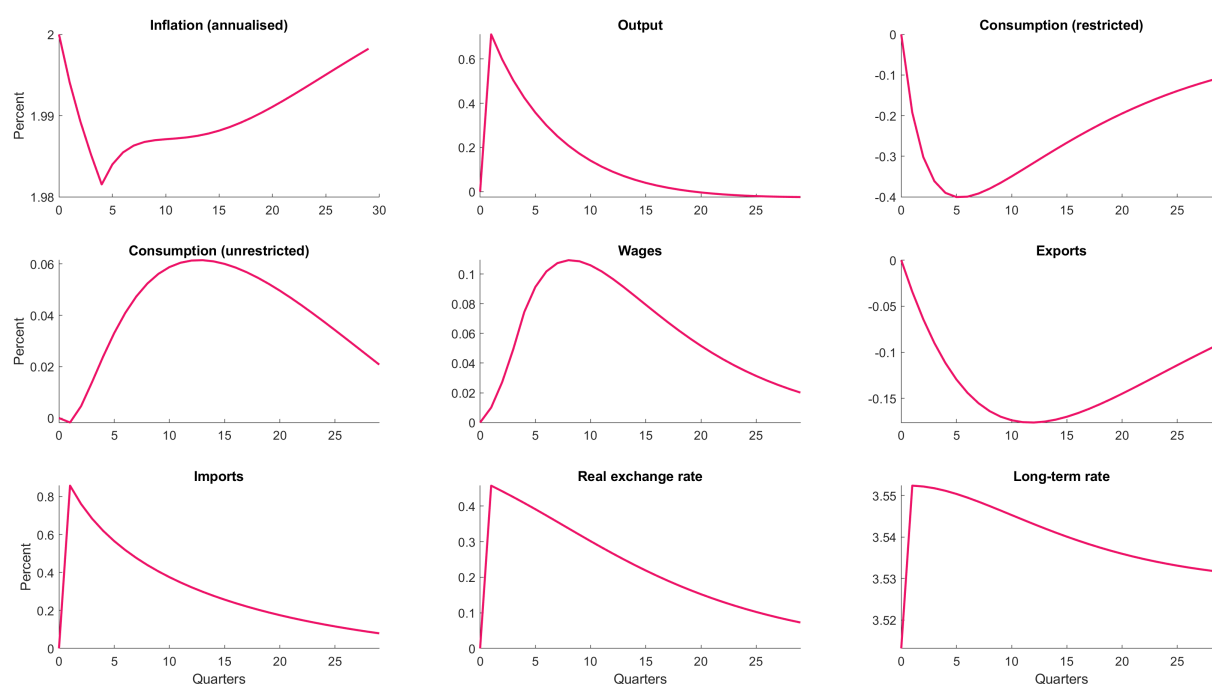 Inflation (annualised)
Output
Consumption (restricted)
2
1.99
1.98
Percent
0 5 10 15 20 25 30
0.6
0.4
0.2
0
0 5 10 15 20 25
0
-0.1
-0.2
-0.3
-0.4
0 5 10 15 20 25
Consumption (unrestricted)
Wages
Exports
0.06
0.04
0.02
0
Percent
0 5 10 15 20 25
0.1
0.08
0.06
0.04
0.02
0
0 5 10 15 20 25
0
-0.05
-0.1
-0.15
0 5 10 15 20 25
Imports
Real exchange rate
Long-term rate
0.8
0.6
0.4
0.2
0
Percent
0 5 10 15 20 25
Quarters
0.4
0.3
0.2
0.1
0
0 5 10 15 20 25
Quarters
3.55
3.54
3.53
3.52
0 5 10 15 20 25
Quarters